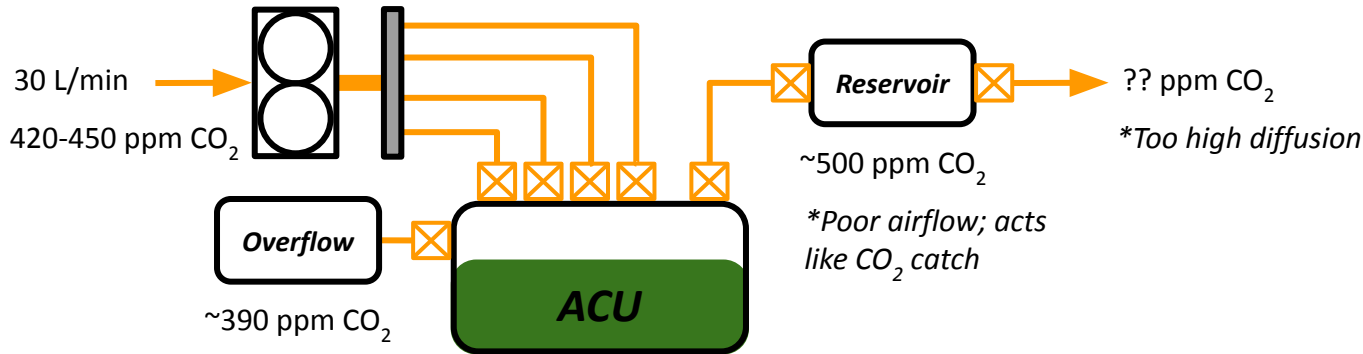 30 L/min
420-450 ppm CO₂
Overflow
~390 ppm CO₂
ACU
Reservoir
~500 ppm CO₂
*Poor airflow; acts
like CO₂ catch
?? ppm CO₂
*Too high diffusion